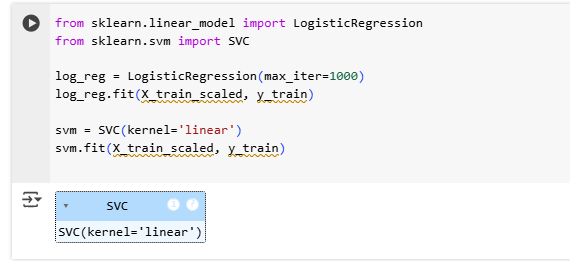 from sklearn.linear_model import LogisticRegression
from sklearn.svm import SVC
log_reg = LogisticRegression(max_iter=1000)
log_reg.fit(X_train_scaled, y_train)
svm = SVC(kernel='linear')
svm.fit(X_train_scaled, y_train)
SVC i ?
SVC(kernel='linear')